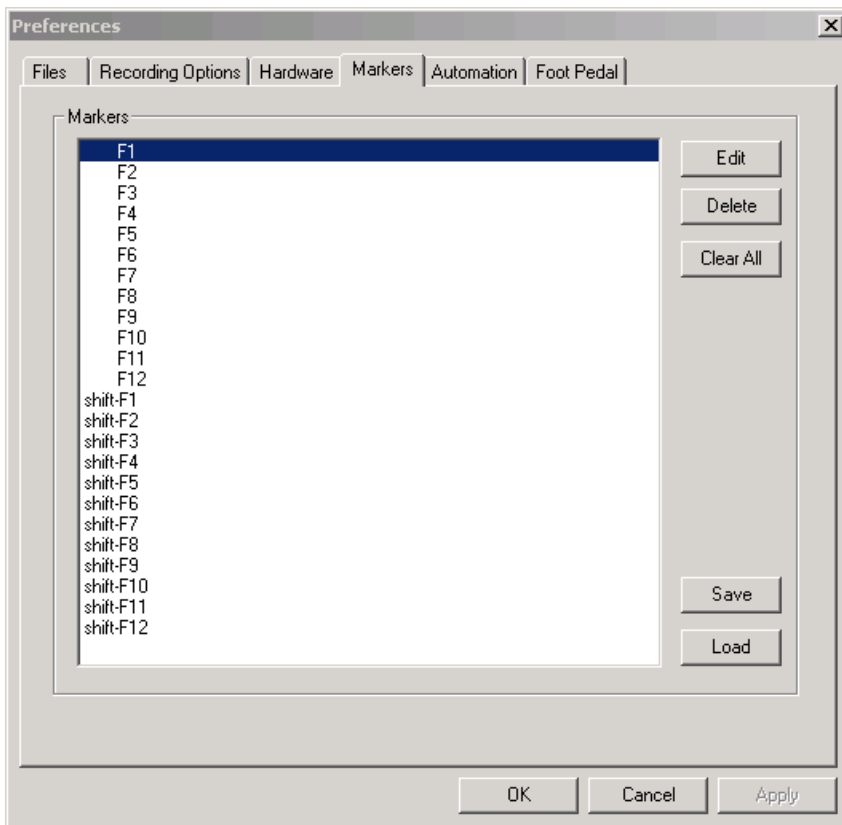 Preferences
Files Recording Options Hardware Markers Automation Foot Pedal
Markers
F1
F2
F3
F4
F5
F6
F7
F8
F9
F10
F11
F12
shift-F1
shift-F2
shift-F3
shift-F4
shift-F5
shift-F6
shift-F7
shift-F8
shift-F9
shift-F10
shift-F11
shift-F12
Edit
Delete
Clear All
Save
Load
OK Cancel Apply